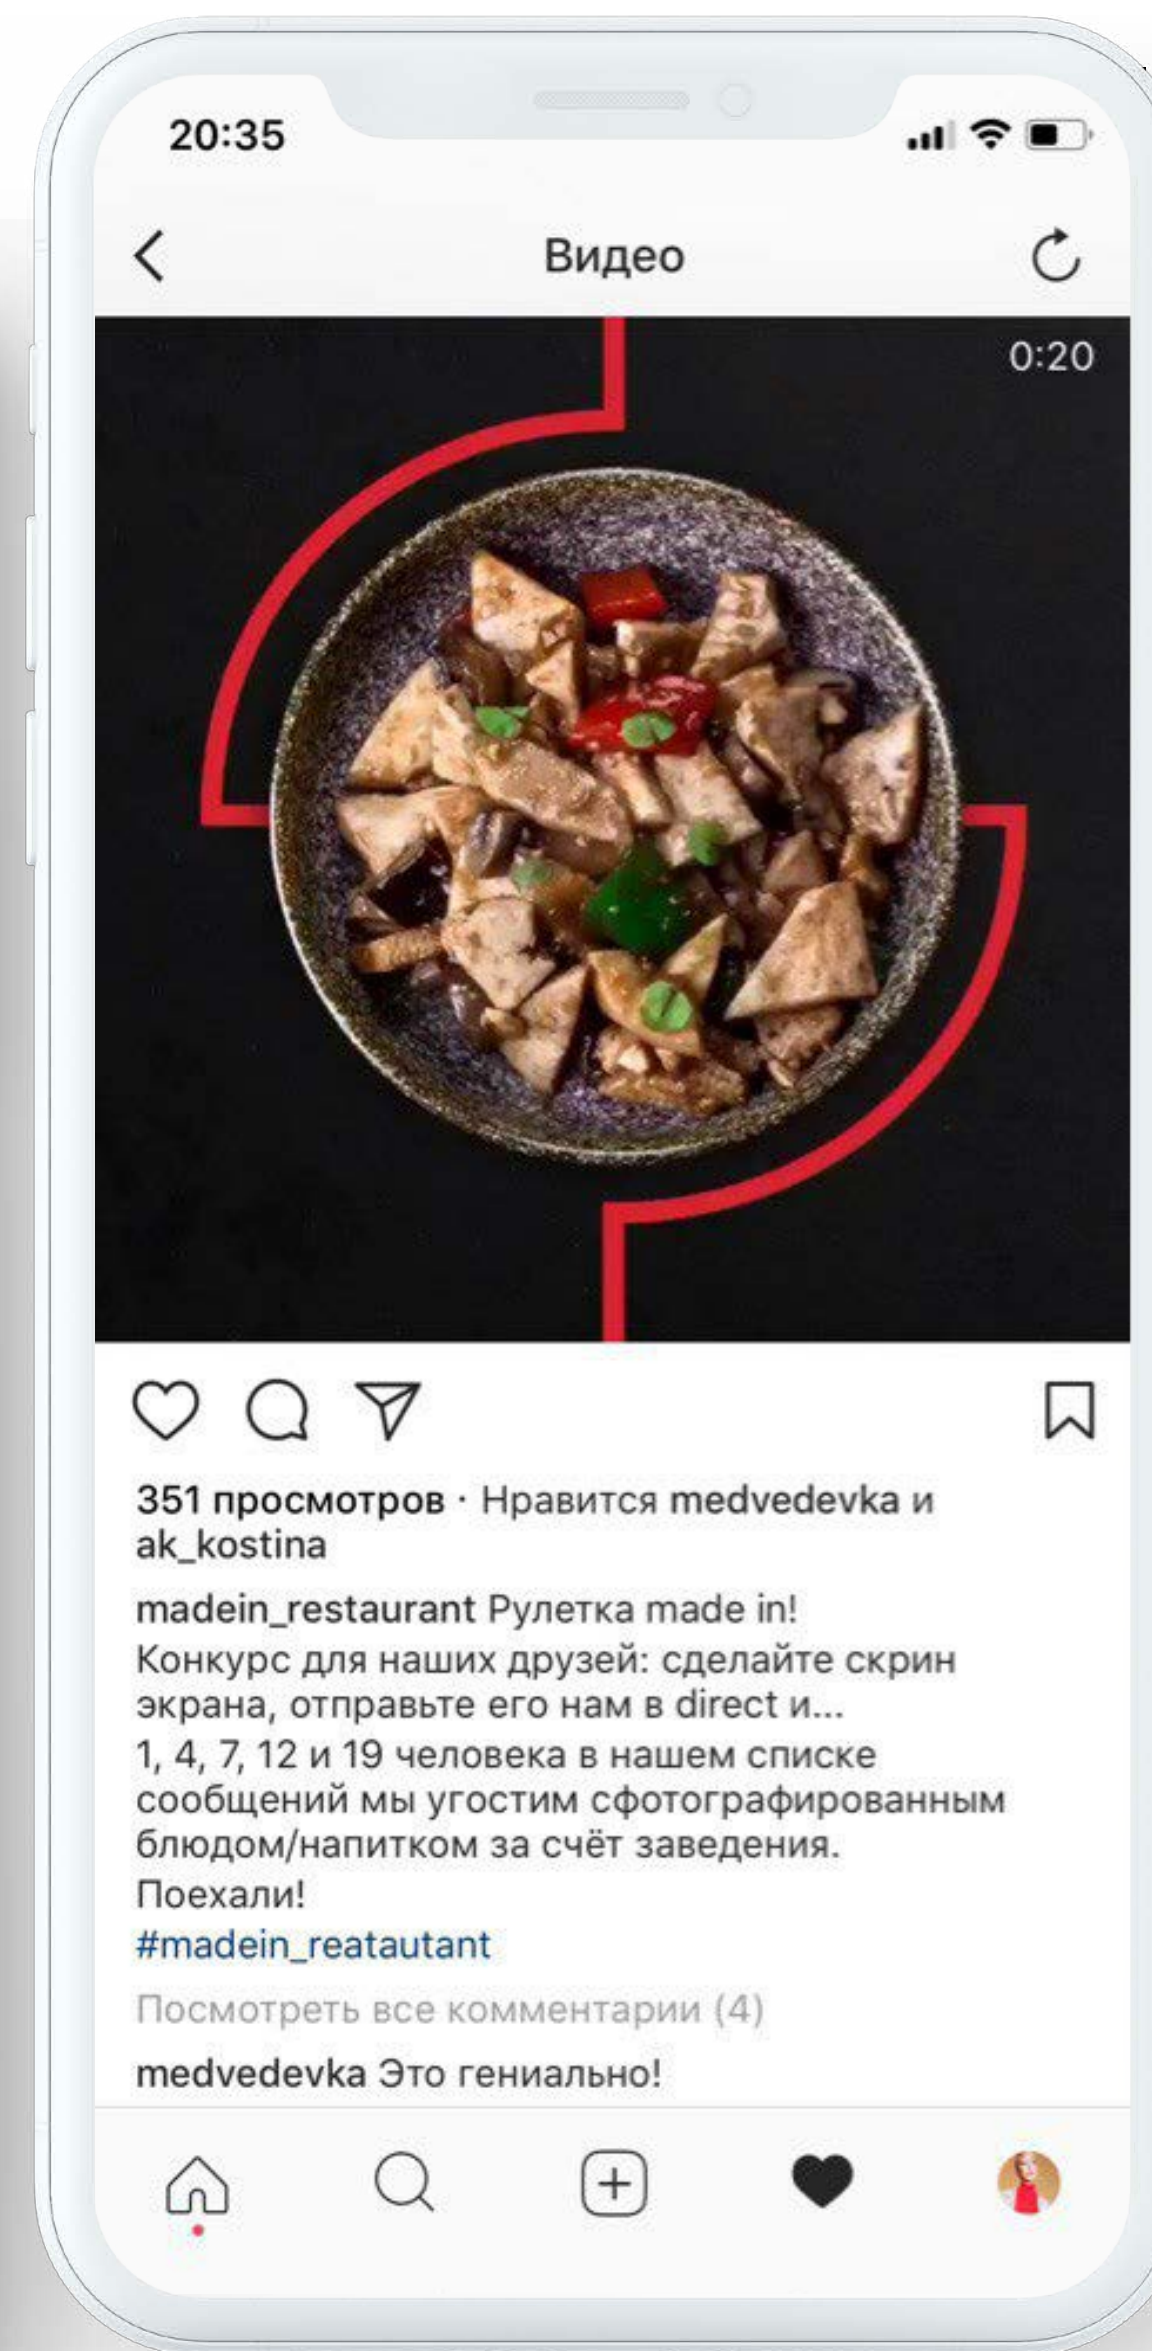 20:35
Видео
0:20
351 просмотров · Нравится medvedevka и
ak_kostina
madein_restaurant Рулетка made in!
Конкурс для наших друзей: сделайте скрин
экрана, отправьте его нам в direct и...
1, 4, 7, 12 и 19 человека в нашем списке
сообщений мы угостим сфотографированным
блюдом/напитком за счёт заведения.
Поехали!
#madein_reatautant
Посмотреть все комментарии (4)
medvedevka Это гениально!